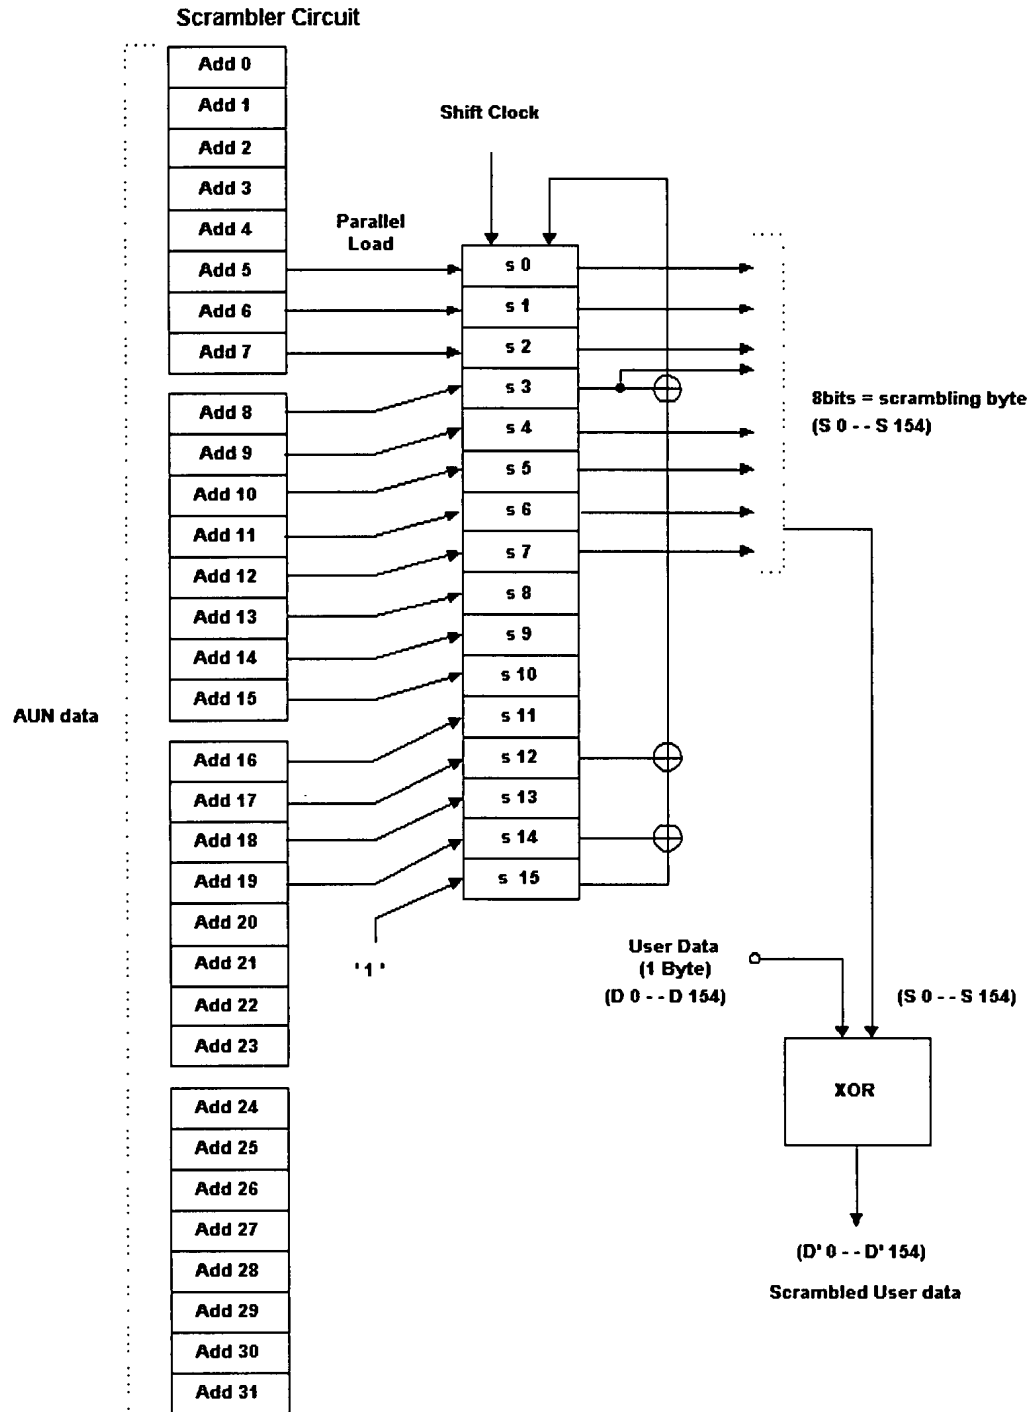 Scrambler Circuit
Add 0
Add 1
Add 2
Add 3
Add 4
Add 5
Add 6
Add 7
Add 8
Add 9
Add 10
Add 11
Add 12
Add 13
Add 14
Add 15
Add 16
Add 17
Add 18
Add 19
Add 20
Add 21
Add 22
Add 23
Add 24
Add 25
Add 26
Add 27
Add 28
Add 29
Add 30
Add 31
AUN data
Shift Clock
Parallel
Load
s 0
s 1
s 2
s 3
s 4
s 5
s 6
s 7
s 8
s 9
s 10
s 11
s 12
s 13
s 14
s 15
' 1 '
8bits = scrambling byte
(S 0 - - S 154)
User Data
(1 Byte)
(D 0 - - D 154)
(S 0 - - S 154)
XOR
(D' 0 - - D' 154)
Scrambled User data